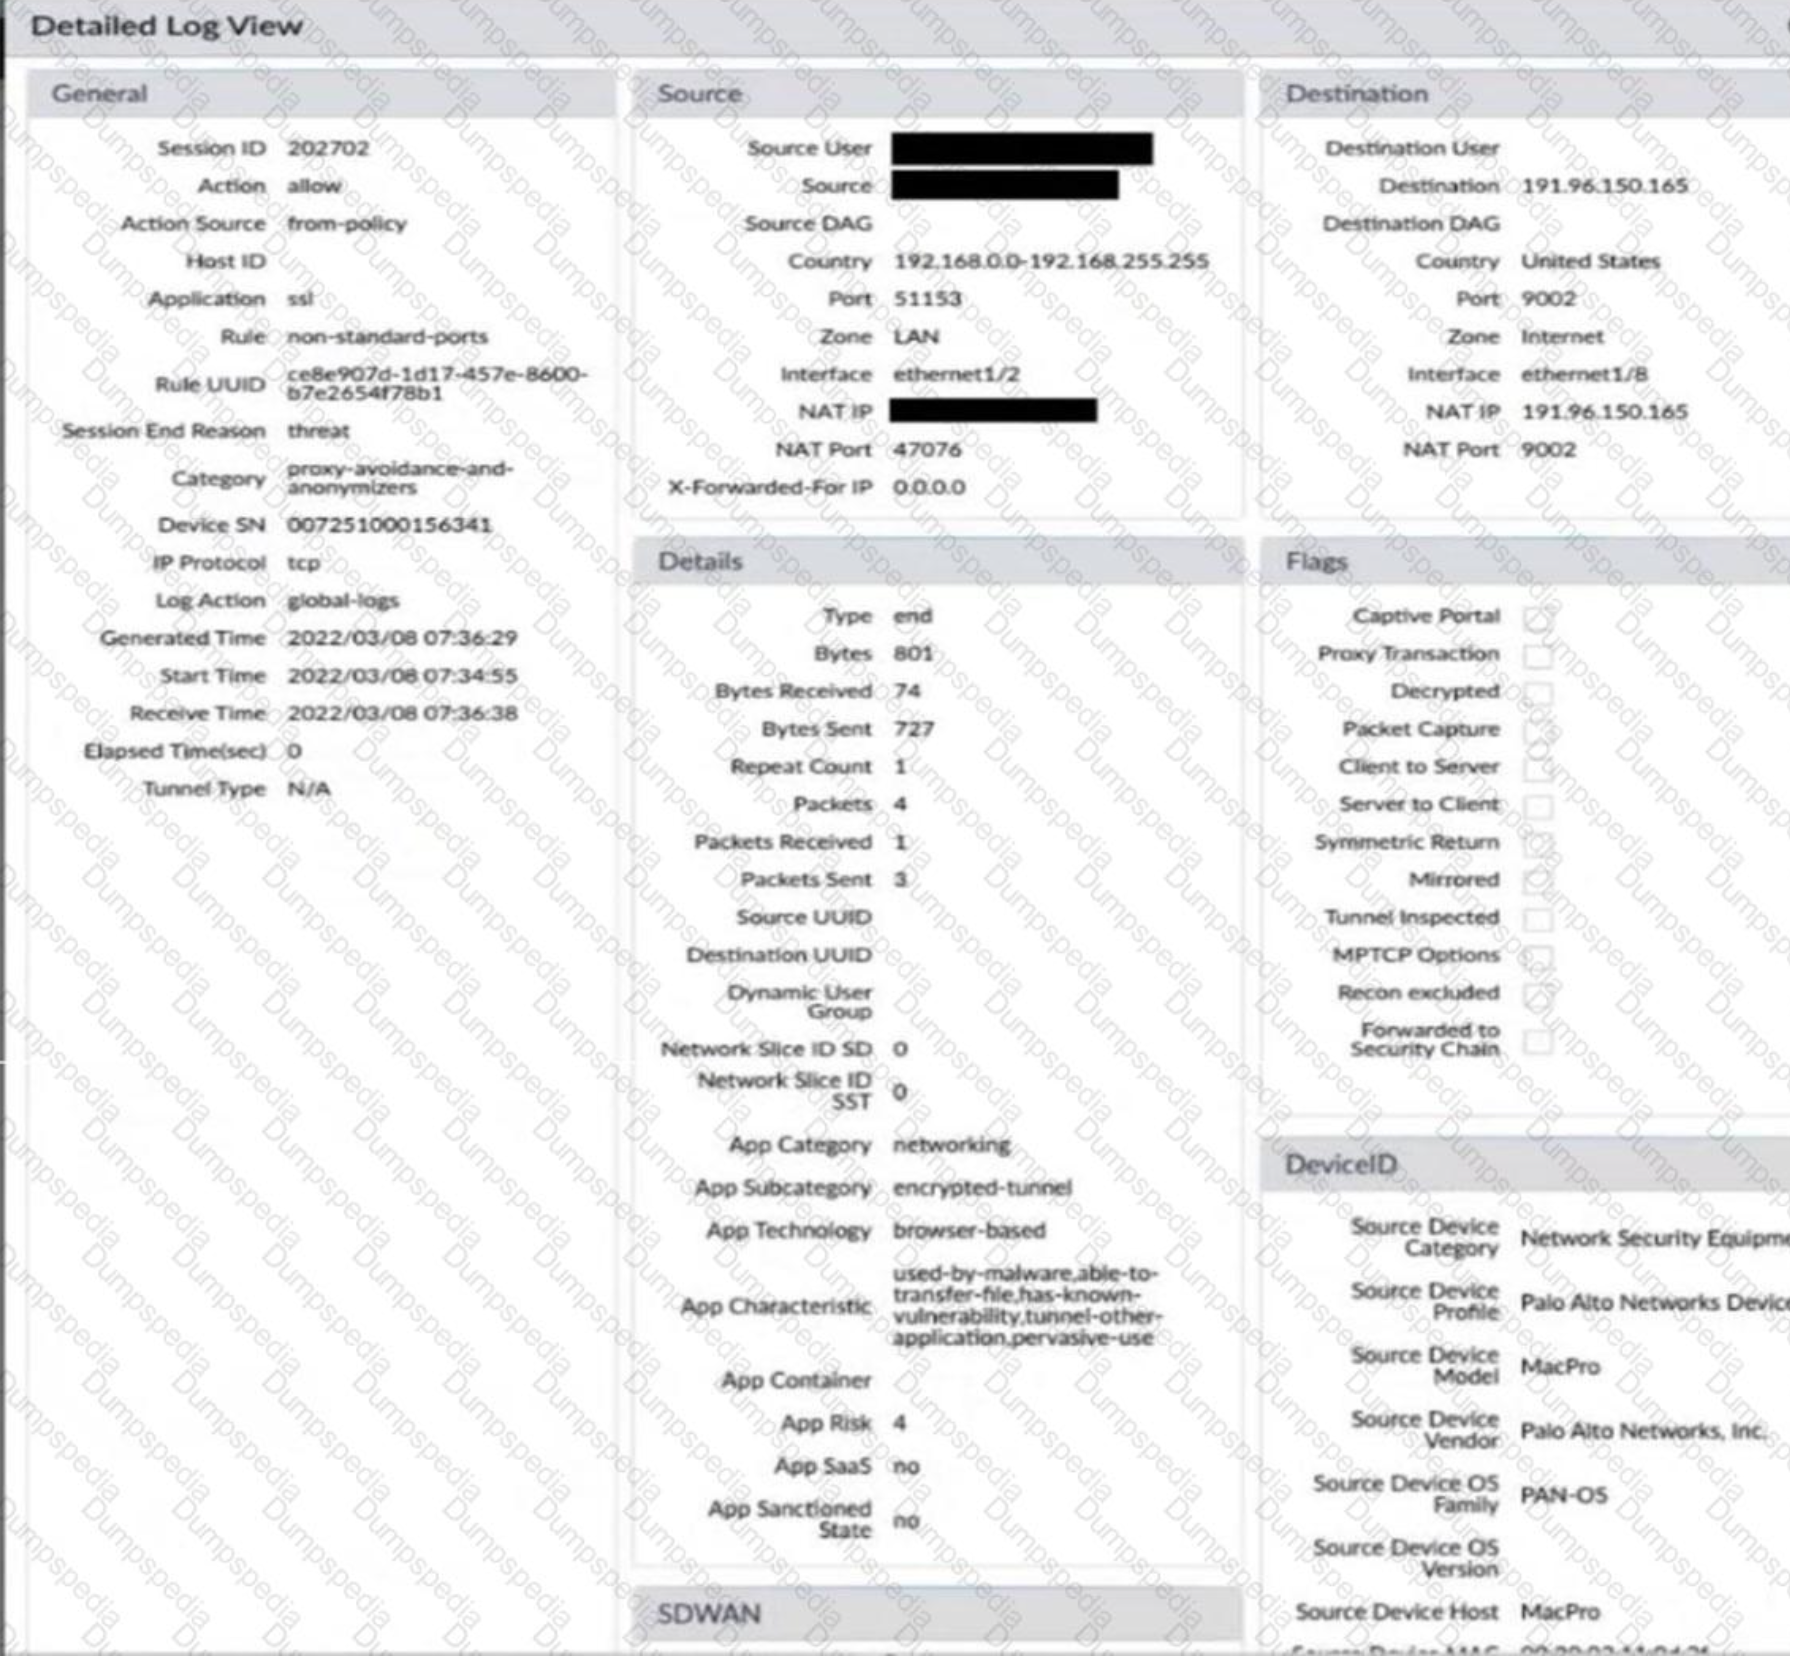 Detailed Log View
General
Session ID 202702
Action allow
Action Source from-policy
Host ID
Application ssl
Rule non-standard-ports
Rule UUID ce8e907d-1d17-457e-8600-
b7e2654f78b1
Session End Reason threat
Category proxy-avoidance-and-
anonymizers
Device SN 007251000156341
IP Protocol tcp
Log Action global-logs
Generated Time 2022/03/08 07:36:29
Start Time 2022/03/08 07:34:55
Receive Time 2022/03/08 07:36:38
Elapsed Time(sec) 0
Tunnel Type N/A
Source
Source User
Source
Source DAG
Country 192.168.0.0-192.168.255.255
Port 51153
Zone LAN
Interface ethernet1/2
NAT IP
NAT Port 47076
X-Forwarded-For IP 0.0.0.0
Details
Type end
Bytes 801
Bytes Received 74
Bytes Sent 727
Repeat Count 1
Packets 4
Packets Received 1
Packets Sent 3
Source UUID
Destination UUID
Dynamic User
Group
Network Slice ID SD 0
Network Slice ID
SST 0
App Category networking
App Subcategory encrypted-tunnel
App Technology browser-based
App Characteristic used-by-malware,able-to-
transfer-file,has-known-
vulnerability,tunnel-other-
application,pervasive-use
App Container
App Risk 4
App SaaS no
App Sanctioned
State no
SDWAN
Destination
Destination User
Destination 191.96.150.165
Destination DAG
Country United States
Port 9002
Zone Internet
Interface ethernet1/8
NAT IP 191.96.150.165
NAT Port 9002
Flags
Captive Portal
Proxy Transaction
Decrypted
Packet Capture
Client to Server
Server to Client
Symmetric Return
Mirrored
Tunnel Inspected
MPTCP Options
Recon excluded
Forwarded to
Security Chain
DeviceID
Source Device
Category Network Security Equipme
Source Device
Profile Palo Alto Networks Device
Source Device
Model MacPro
Source Device
Vendor Palo Alto Networks, Inc.
Source Device OS
Family PAN-OS
Source Device OS
Version
Source Device Host MacPro
Dumpspedia